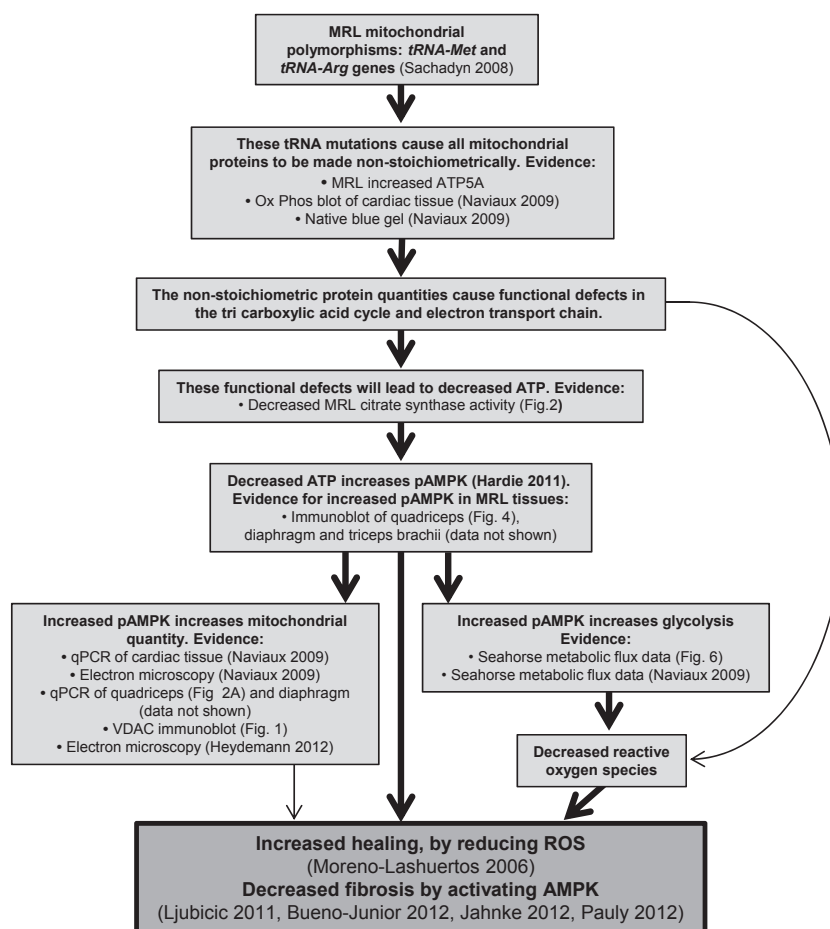 MRL mitochondrial
polymorphisms: tRNA-Met and
tRNA-Arg genes (Sachadyn 2008)
These tRNA mutations cause all mitochondrial
proteins to be made non-stoichiometrically. Evidence:
• MRL increased ATP5A
• Ox Phos blot of cardiac tissue (Naviaux 2009)
• Native blue gel (Naviaux 2009)
The non-stoichiometric protein quantities cause functional defects in
the tri carboxylic acid cycle and electron transport chain.
These functional defects will lead to decreased ATP. Evidence:
• Decreased MRL citrate synthase activity (Fig.2)
Decreased ATP increases pAMPK (Hardie 2011).
Evidence for increased pAMPK in MRL tissues:
• Immunoblot of quadriceps (Fig. 4),
diaphragm and triceps brachii (data not shown)
Increased pAMPK increases mitochondrial
quantity. Evidence:
• qPCR of cardiac tissue (Naviaux 2009)
• Electron microscopy (Naviaux 2009)
• qPCR of quadriceps (Fig 2A) and diaphragm
(data not shown)
• VDAC immunoblot (Fig. 1)
• Electron microscopy (Heydemann 2012)
Increased pAMPK increases glycolysis
Evidence:
• Seahorse metabolic flux data (Fig. 6)
• Seahorse metabolic flux data (Naviaux 2009)
Decreased reactive
oxygen species
Increased healing, by reducing ROS
(Moreno-Lashuertos 2006)
Decreased fibrosis by activating AMPK
(Ljubicic 2011, Bueno-Junior 2012, Jahnke 2012, Pauly 2012)